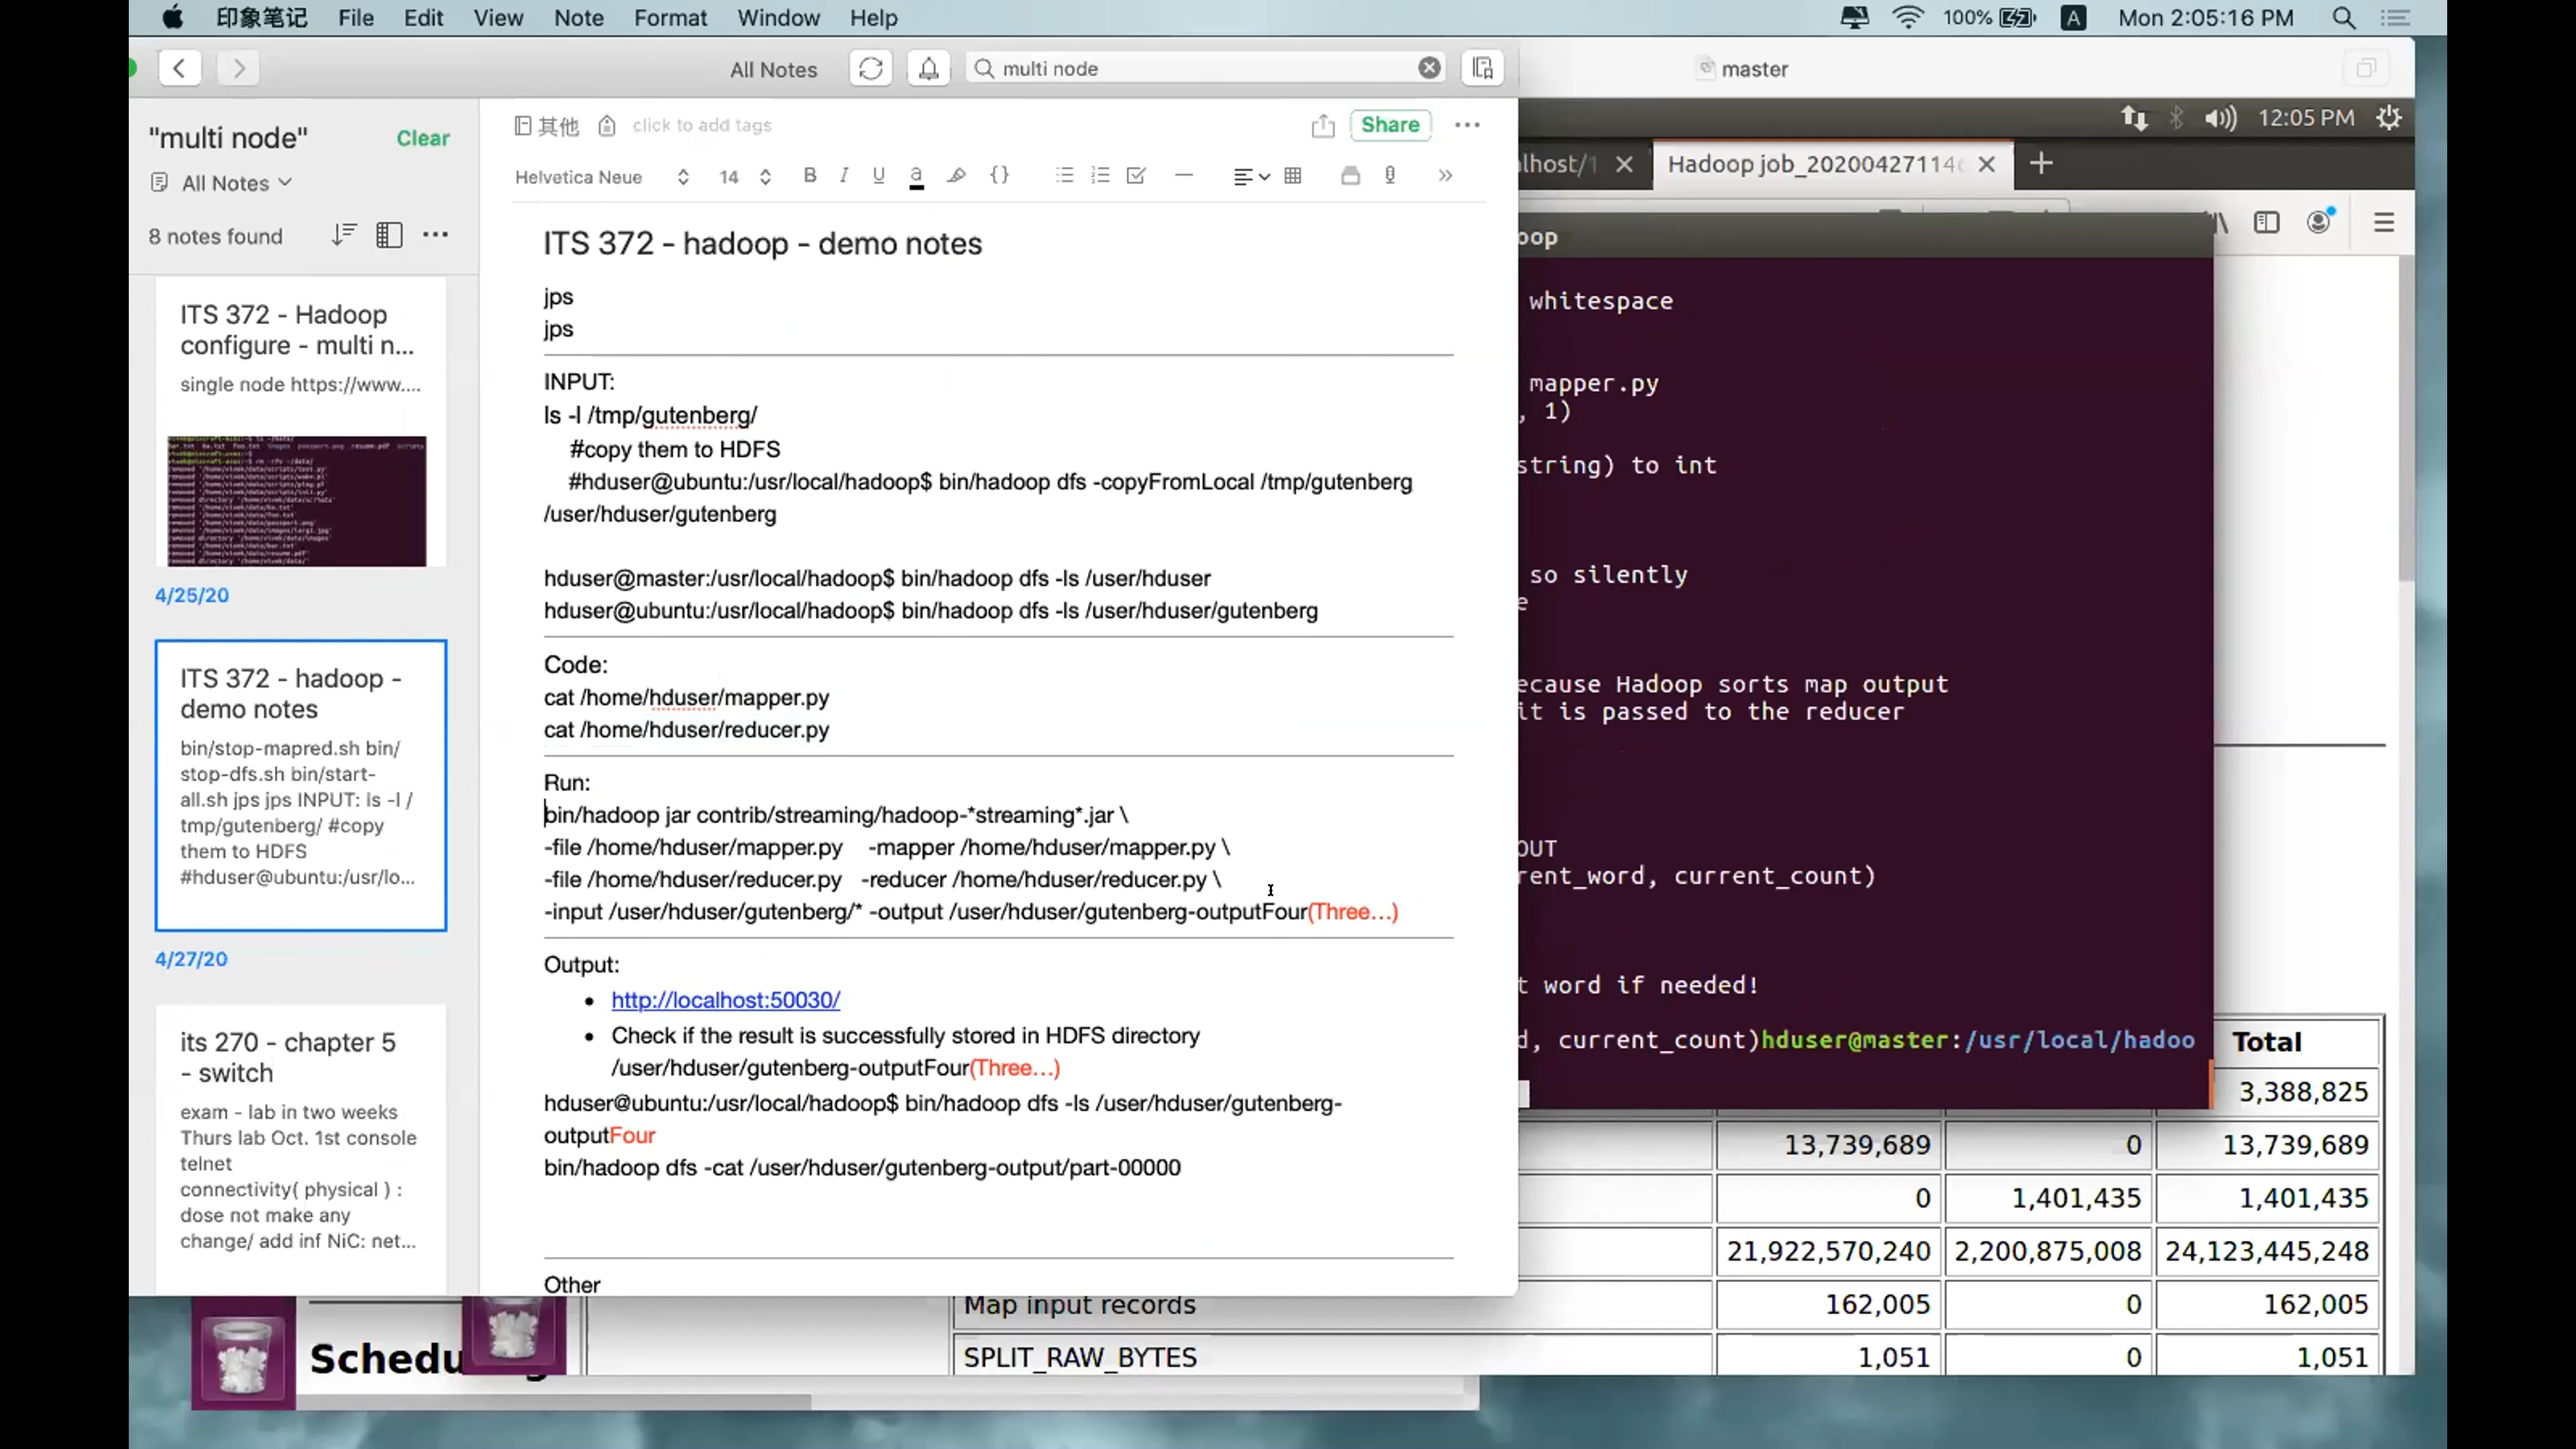 印象笔记 File Edit View Note Format Window Help
100% A Mon 2:05:16 PM
All Notes
multi node
master
12:05 PM
lhost/1
Hadoop job_2020042711
"multi node"
Clear
All Notes
8 notes found
ITS 372 - Hadoop
configure - multi n...
single node https://www....
4/25/20
ITS 372 - hadoop -
demo notes
bin/stop-mapred.sh bin/
stop-dfs.sh bin/start-
all.sh jps jps INPUT: ls -l /
tmp/gutenberg/ #copy
them to HDFS
#hduser@ubuntu:/usr/lo...
4/27/20
its 270 - chapter 5
- switch
exam - lab in two weeks
Thurs lab Oct. 1st console
telnet
connectivity( physical ) :
dose not make any
change/ add inf NiC: net...
其他 click to add tags
Share
Helvetica Neue 14 B I U a {}
ITS 372 - hadoop - demo notes
jps
jps
INPUT:
ls -l /tmp/gutenberg/
#copy them to HDFS
#hduser@ubuntu:/usr/local/hadoop$ bin/hadoop dfs -copyFromLocal /tmp/gutenberg
/user/hduser/gutenberg
hduser@master:/usr/local/hadoop$ bin/hadoop dfs -ls /user/hduser
hduser@ubuntu:/usr/local/hadoop$ bin/hadoop dfs -ls /user/hduser/gutenberg
Code:
cat /home/hduser/mapper.py
cat /home/hduser/reducer.py
Run:
bin/hadoop jar contrib/streaming/hadoop-*streaming*.jar \
-file /home/hduser/mapper.py -mapper /home/hduser/mapper.py \
-file /home/hduser/reducer.py -reducer /home/hduser/reducer.py \
-input /user/hduser/gutenberg/* -output /user/hduser/gutenberg-outputFour(Three...)
Output:
• http://localhost:50030/
• Check if the result is successfully stored in HDFS directory
/user/hduser/gutenberg-outputFour(Three...)
hduser@ubuntu:/usr/local/hadoop$ bin/hadoop dfs -ls /user/hduser/gutenberg-
outputFour
bin/hadoop dfs -cat /user/hduser/gutenberg-output/part-00000
Other
oop
whitespace
mapper.py
, 1)
string) to int
so silently
e
ecause Hadoop sorts map output
it is passed to the reducer
OUT
rent_word, current_count)
t word if needed!
d, current_count)hduser@master:/usr/local/hadoo
Total
3,388,825
13,739,689 0 13,739,689
0 1,401,435 1,401,435
21,922,570,240 2,200,875,008 24,123,445,248
Map input records 162,005 0 162,005
SPLIT_RAW_BYTES 1,051 0 1,051
Schedu